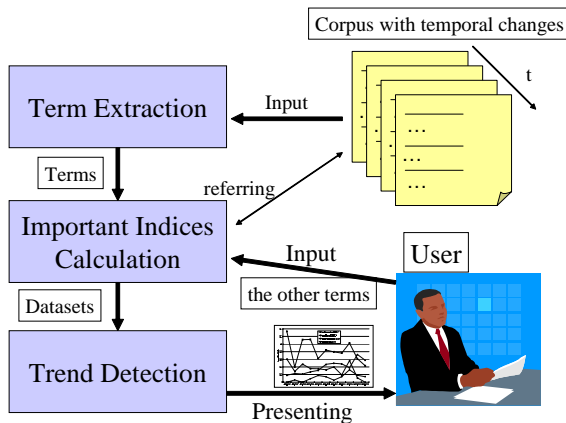 Corpus with temporal changes
t
Term Extraction
Input
Terms
referring
Important Indices
Calculation
Input
User
the other terms
Datasets
Trend Detection
Presenting